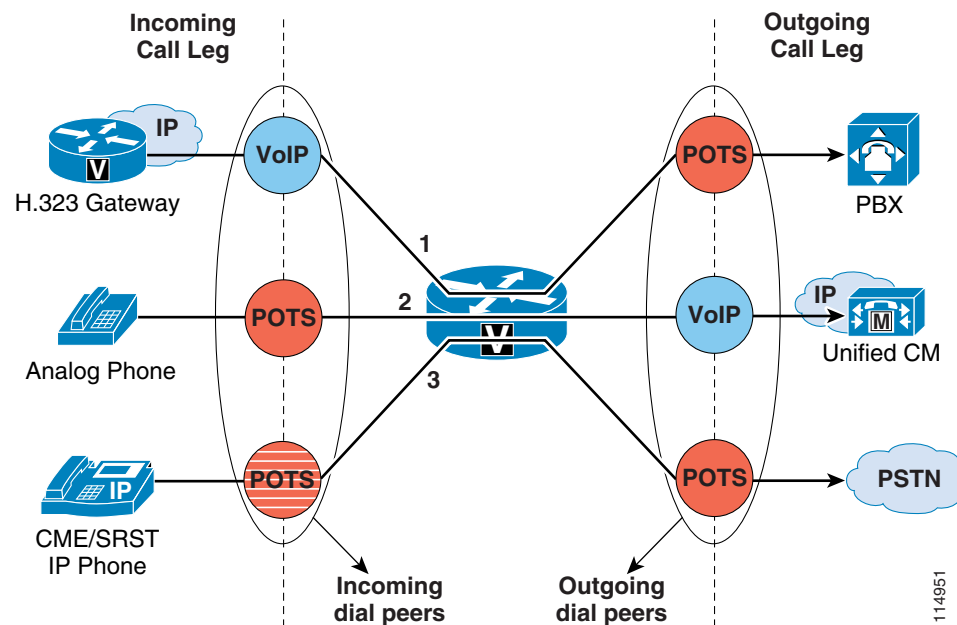 Incoming
Call Leg
Outgoing
Call Leg
IP
V
H.323 Gateway
VoIP
POTS
PBX
1
Analog Phone
POTS
2
V
VoIP
IP
M
Unified CM
3
IP
CME/SRST
IP Phone
POTS
POTS
PSTN
Incoming
dial peers
Outgoing
dial peers
114951